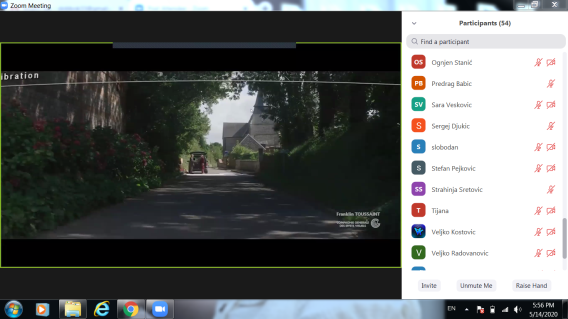 Zoom Meeting
Participants (54)
Find a participant
ibration
OS Ognjen Stanić
PB Predrag Babic
SV Sara Veskovic
S Sergej Djukic
S slobodan
S Stefan Pejkovic
SS Strahinja Sretovic
T Tijana
Veljko Kostovic
V Veljko Radovanovic
Franklin TOUSSAINT
Invite
Unmute Me
Raise Hand
EN
5:56 PM
5/14/2020